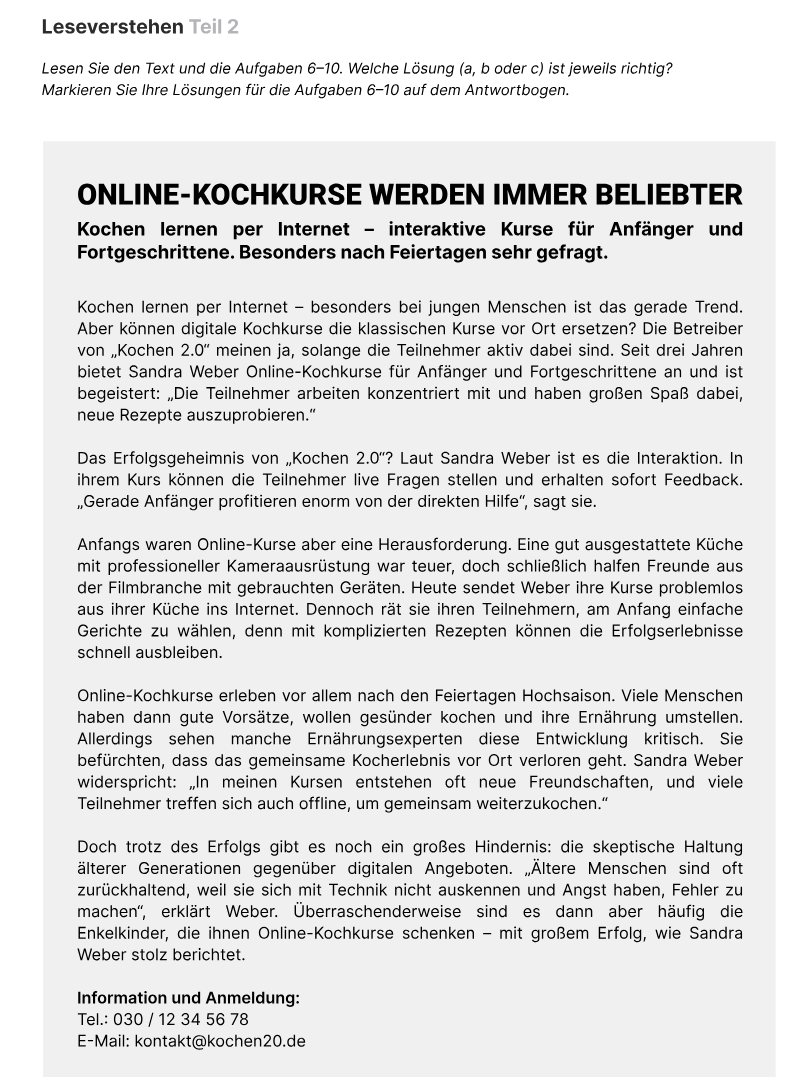 Leseverstehen Teil 2
Lesen Sie den Text und die Aufgaben 6–10. Welche Lösung (a, b oder c) ist jeweils richtig?
Markieren Sie Ihre Lösungen für die Aufgaben 6–10 auf dem Antwortbogen.
ONLINE-KOCHKURSE WERDEN IMMER BELIEBTER
Kochen lernen per Internet – interaktive Kurse für Anfänger und
Fortgeschrittene. Besonders nach Feiertagen sehr gefragt.
Kochen lernen per Internet – besonders bei jungen Menschen ist das gerade Trend.
Aber können digitale Kochkurse die klassischen Kurse vor Ort ersetzen? Die Betreiber
von „Kochen 2.0“ meinen ja, solange die Teilnehmer aktiv dabei sind. Seit drei Jahren
bietet Sandra Weber Online-Kochkurse für Anfänger und Fortgeschrittene an und ist
begeistert: „Die Teilnehmer arbeiten konzentriert mit und haben großen Spaß dabei,
neue Rezepte auszuprobieren.“
Das Erfolgsgeheimnis von „Kochen 2.0“? Laut Sandra Weber ist es die Interaktion. In
ihrem Kurs können die Teilnehmer live Fragen stellen und erhalten sofort Feedback.
„Gerade Anfänger profitieren enorm von der direkten Hilfe“, sagt sie.
Anfangs waren Online-Kurse aber eine Herausforderung. Eine gut ausgestattete Küche
mit professioneller Kameraausrüstung war teuer, doch schließlich halfen Freunde aus
der Filmbranche mit gebrauchten Geräten. Heute sendet Weber ihre Kurse problemlos
aus ihrer Küche ins Internet. Dennoch rät sie ihren Teilnehmern, am Anfang einfache
Gerichte zu wählen, denn mit komplizierten Rezepten können die Erfolgserlebnisse
schnell ausbleiben.
Online-Kochkurse erleben vor allem nach den Feiertagen Hochsaison. Viele Menschen
haben dann gute Vorsätze, wollen gesünder kochen und ihre Ernährung umstellen.
Allerdings sehen manche Ernährungsexperten diese Entwicklung kritisch. Sie
befürchten, dass das gemeinsame Kocherlebnis vor Ort verloren geht. Sandra Weber
widerspricht: „In meinen Kursen entstehen oft neue Freundschaften, und viele
Teilnehmer treffen sich auch offline, um gemeinsam weiterzukochen.“
Doch trotz des Erfolgs gibt es noch ein großes Hindernis: die skeptische Haltung
älterer Generationen gegenüber digitalen Angeboten. „Ältere Menschen sind oft
zurückhaltend, weil sie sich mit Technik nicht auskennen und Angst haben, Fehler zu
machen“, erklärt Weber. Überraschenderweise sind es dann aber häufig die
Enkelkinder, die ihnen Online-Kochkurse schenken – mit großem Erfolg, wie Sandra
Weber stolz berichtet.
Information und Anmeldung:
Tel.: 030 / 12 34 56 78
E-Mail: kontakt@kochen20.de